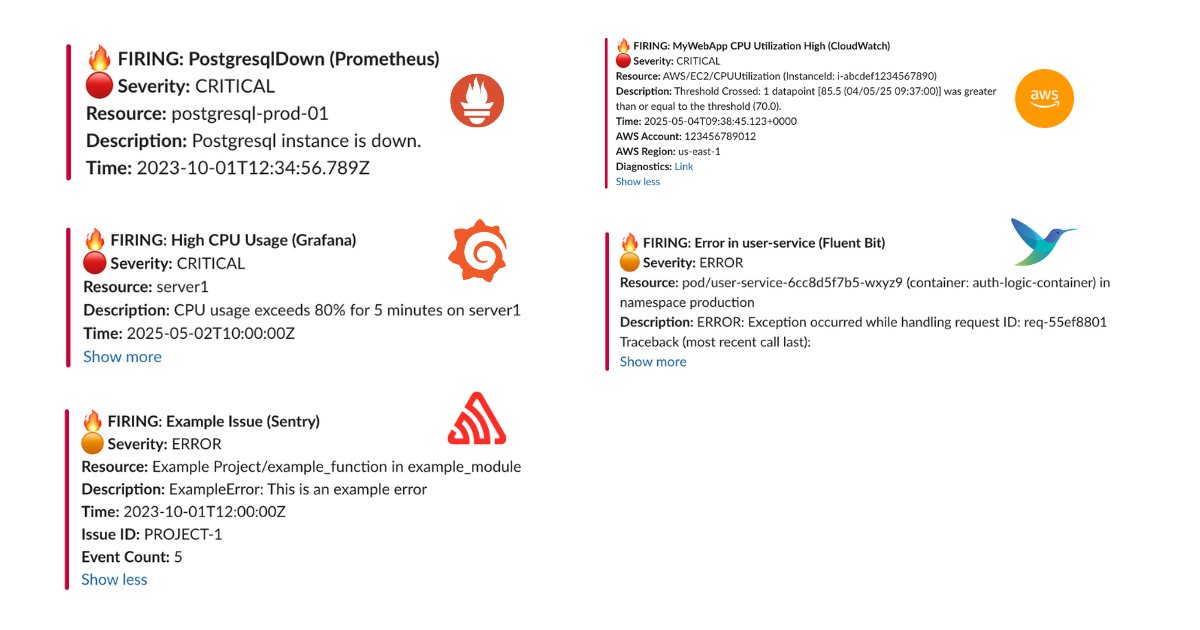 FIRING: PostgresqlDown (Prometheus)
Severity: CRITICAL
Resource: postgresql-prod-01
Description: Postgresql instance is down.
Time: 2023-10-01T12:34:56.789Z
FIRING: High CPU Usage (Grafana)
Severity: CRITICAL
Resource: server1
Description: CPU usage exceeds 80% for 5 minutes on server1
Time: 2025-05-02T10:00:00Z
Show more
FIRING: Example Issue (Sentry)
Severity: ERROR
Resource: Example Project/example_function in example_module
Description: ExampleError: This is an example error
Time: 2023-10-01T12:00:00Z
Issue ID: PROJECT-1
Event Count: 5
Show less
FIRING: MyWebApp CPU Utilization High (CloudWatch)
Severity: CRITICAL
Resource: AWS/EC2/CPUUtilization (InstanceId: i-abcdef1234567890)
Description: Threshold Crossed: 1 datapoint [85.5 (04/05/25 09:37:00)] was greater
than or equal to the threshold (70.0).
Time: 2025-05-04T09:38:45.123+0000
AWS Account: 123456789012
AWS Region: us-east-1
Diagnostics: Link
Show less
aws
FIRING: Error in user-service (Fluent Bit)
Severity: ERROR
Resource: pod/user-service-6cc8d5f7b5-wxyz9 (container: auth-logic-container) in
namespace production
Description: ERROR: Exception occurred while handling request ID: req-55ef8801
Traceback (most recent call last):
Show more